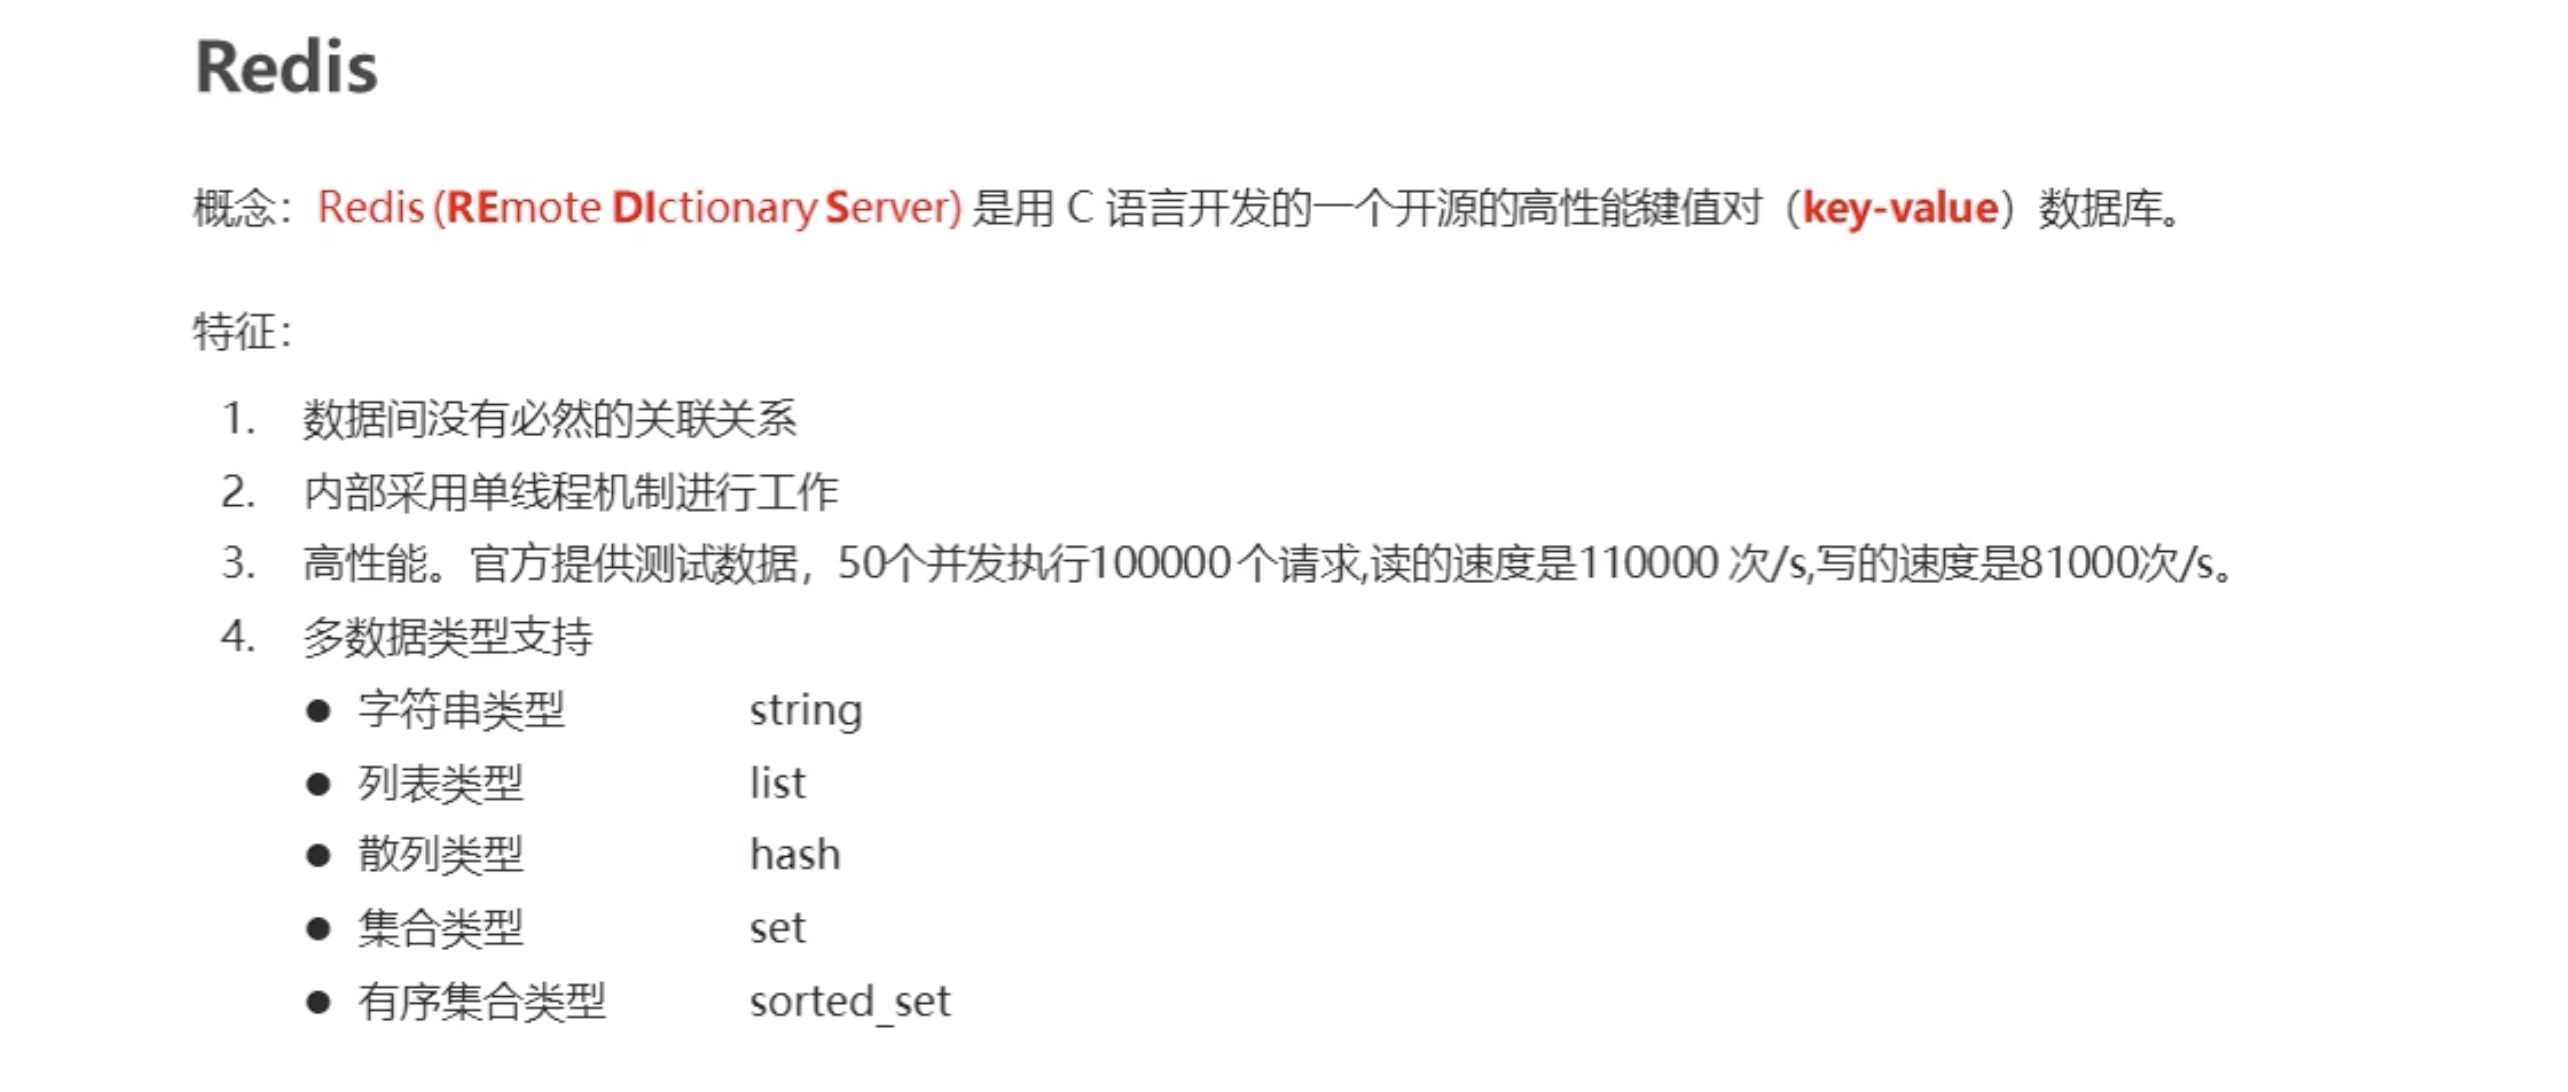 Redis
概念：Redis (REmote DIctionary Server) 是用 C 语言开发的一个开源的高性能键值对（key-value）数据库。
特征：
1. 数据间没有必然的关联关系
2. 内部采用单线程机制进行工作
3. 高性能。官方提供测试数据，50个并发执行100000 个请求,读的速度是110000 次/s,写的速度是81000次/s。
4. 多数据类型支持
● 字符串类型 string
● 列表类型 list
● 散列类型 hash
● 集合类型 set
● 有序集合类型 sorted_set